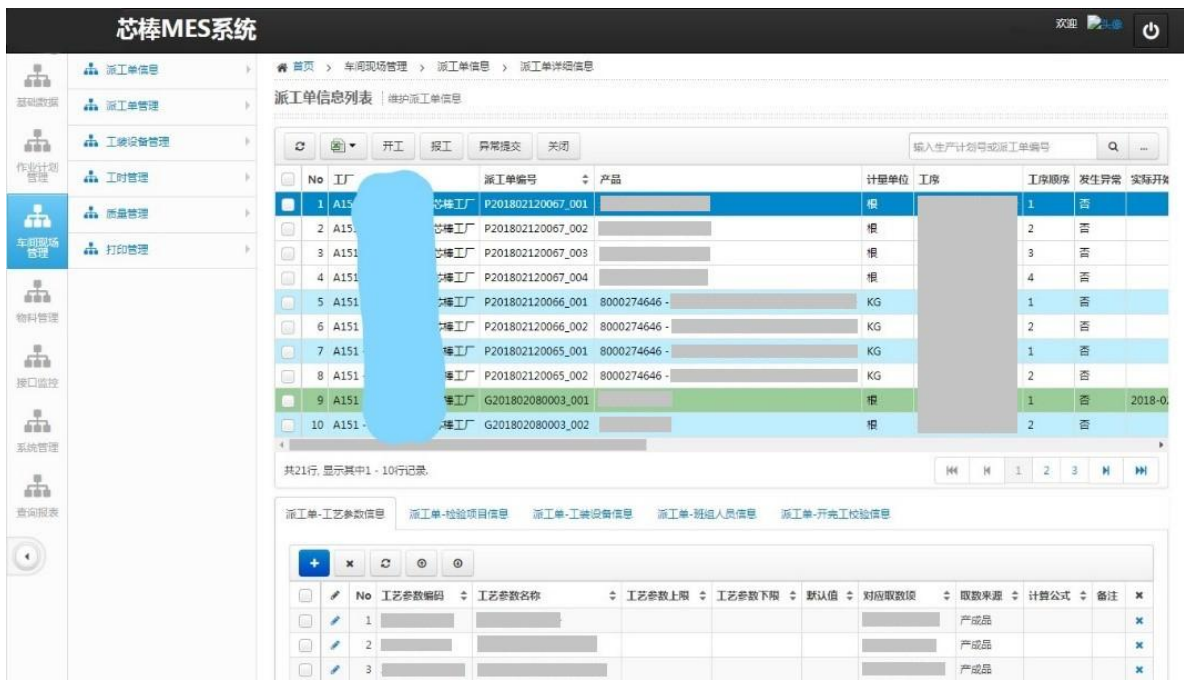 芯棒MES系统
欢迎
基础数据
作业计划
管理
车间现场
管理
物料管理
接口监控
系统管理
查询报表
派工单信息
派工单管理
工装设备管理
工时管理
质量管理
打印管理
首页 > 车间现场管理 > 派工单信息 > 派工单详细信息
派工单信息列表 维护派工单信息
开工 报工 异常提交 关闭 输入生产计划号或派工单编号 ...
No 工厂 派工单编号 产品 计量单位 工序 工序顺序 发生异常 实际开始
1 A15 芯棒工厂 P201802120067_001 根 1 否
2 A15 芯棒工厂 P201802120067_002 根 2 否
3 A151 芯棒工厂 P201802120067_003 根 3 否
4 A151 棒工厂 P201802120067_004 根 4 否
5 A151 棒工厂 P201802120066_001 8000274646 - KG 1 否
6 A151 棒工厂 P201802120066_002 8000274646 - KG 2 否
7 A151 棒工厂 P201802120065_001 8000274646 - KG 1 否
8 A151 - 棒工厂 P201802120065_002 8000274646 - KG 2 否
9 A151 棒工厂 G201802080003_001 根 1 否 2018-0
10 A151 - 棒工厂 G201802080003_002 根 2 否
共21行, 显示其中1 - 10行记录.
1 2 3
派工单-工艺参数信息 派工单-检验项目信息 派工单-工装设备信息 派工单-班组人员信息 派工单-开完工校验信息
No 工艺参数编码 工艺参数名称 工艺参数上限 工艺参数下限 默认值 对应取数项 取数来源 计算公式 备注
1 产成品
2 产成品
3 产成品